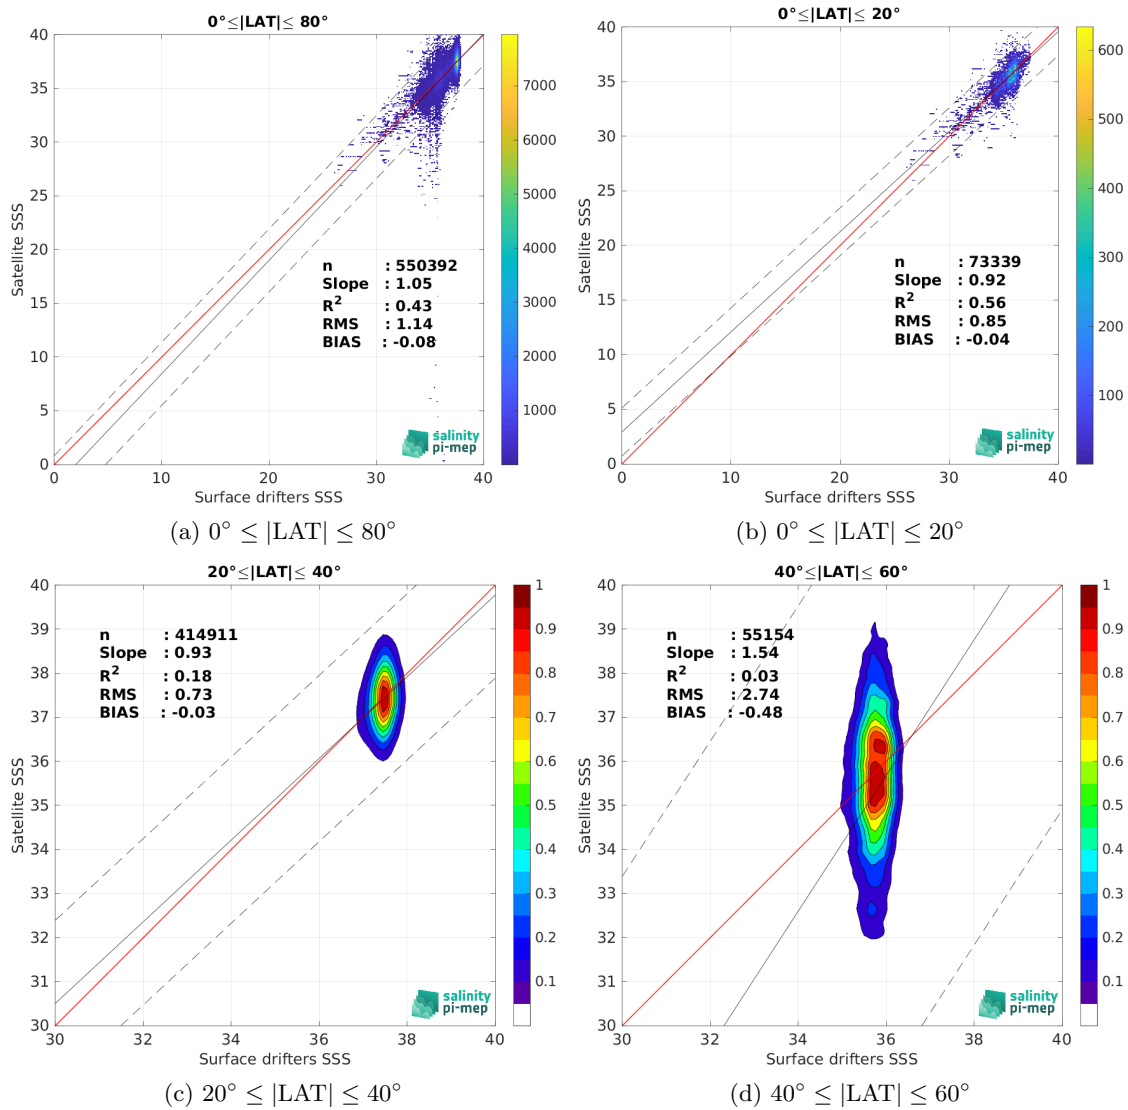 0°≤|LAT|≤ 80°
40
35
30
25
20
15
10
5
0
Satellite SSS
n : 550392
Slope : 1.05
R² : 0.43
RMS : 1.14
BIAS : -0.08
salinity
pi-mep
0 10 20 30 40
Surface drifters SSS
7000
6000
5000
4000
3000
2000
1000
(a) 0° ≤ |LAT| ≤ 80°
0°≤|LAT|≤ 20°
40
35
30
25
20
15
10
5
0
Satellite SSS
n : 73339
Slope : 0.92
R² : 0.56
RMS : 0.85
BIAS : -0.04
salinity
pi-mep
0 10 20 30 40
Surface drifters SSS
600
500
400
300
200
100
(b) 0° ≤ |LAT| ≤ 20°
20°≤|LAT|≤ 40°
40
39
38
37
36
35
34
33
32
31
30
Satellite SSS
n : 414911
Slope : 0.93
R² : 0.18
RMS : 0.73
BIAS : -0.03
salinity
pi-mep
30 32 34 36 38 40
Surface drifters SSS
1
0.9
0.8
0.7
0.6
0.5
0.4
0.3
0.2
0.1
(c) 20° ≤ |LAT| ≤ 40°
40°≤|LAT|≤ 60°
40
39
38
37
36
35
34
33
32
31
30
Satellite SSS
n : 55154
Slope : 1.54
R² : 0.03
RMS : 2.74
BIAS : -0.48
salinity
pi-mep
30 32 34 36 38 40
Surface drifters SSS
1
0.9
0.8
0.7
0.6
0.5
0.4
0.3
0.2
0.1
(d) 40° ≤ |LAT| ≤ 60°